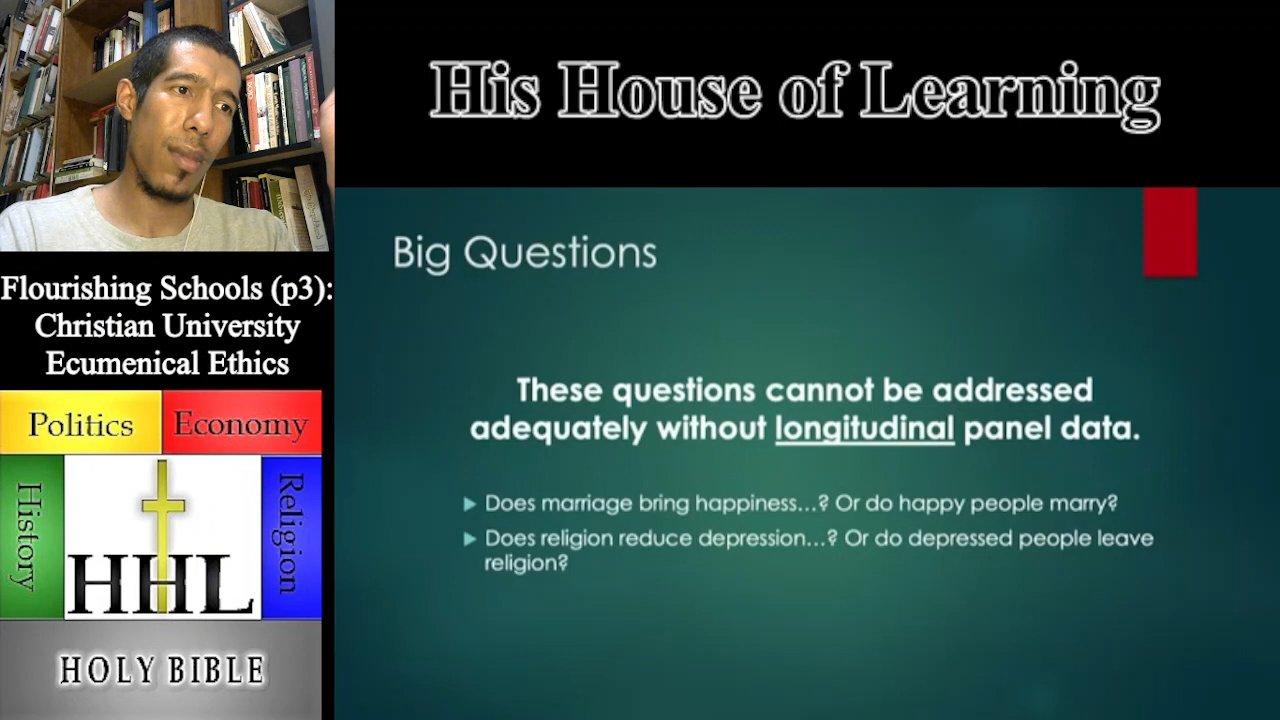 His House of Learning
Flourishing Schools (p3):
Christian University
Ecumenical Ethics
Politics
Economy
History
Religion
HHL
HOLY BIBLE
Big Questions
These questions cannot be addressed
adequately without longitudinal panel data.
Does marriage bring happiness...? Or do happy people marry?
Does religion reduce depression...? Or do depressed people leave
religion?